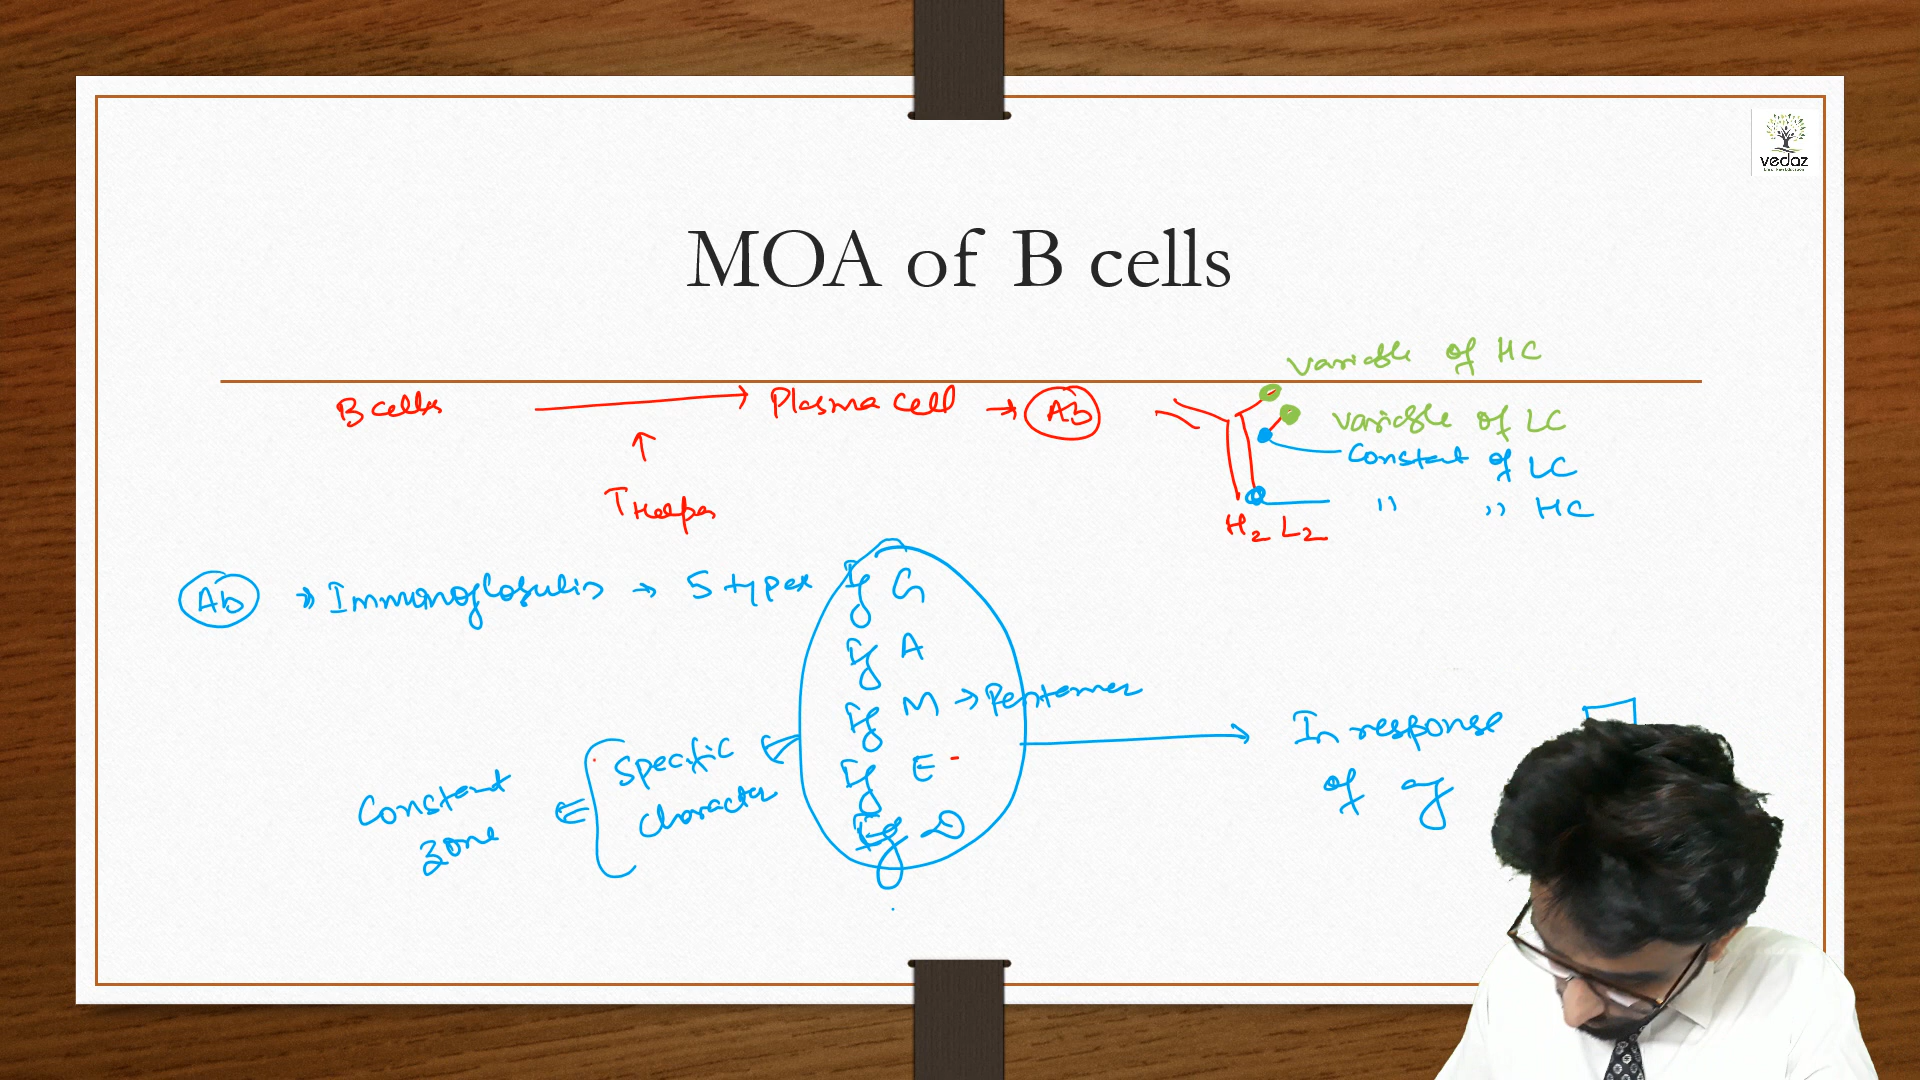 vedaz
MOA of B cells
B cells → Plasma cell → Ab
↑
T Helper
Variable of HC
Variable of LC
Constant of LC
" " HC
H2 L2
Ab → Immunoglobulin → 5 types Ig G
Ig A
Ig M → Pentamer
Ig E -
Ig D
Specific
character
Constant
zone
In response
of ag